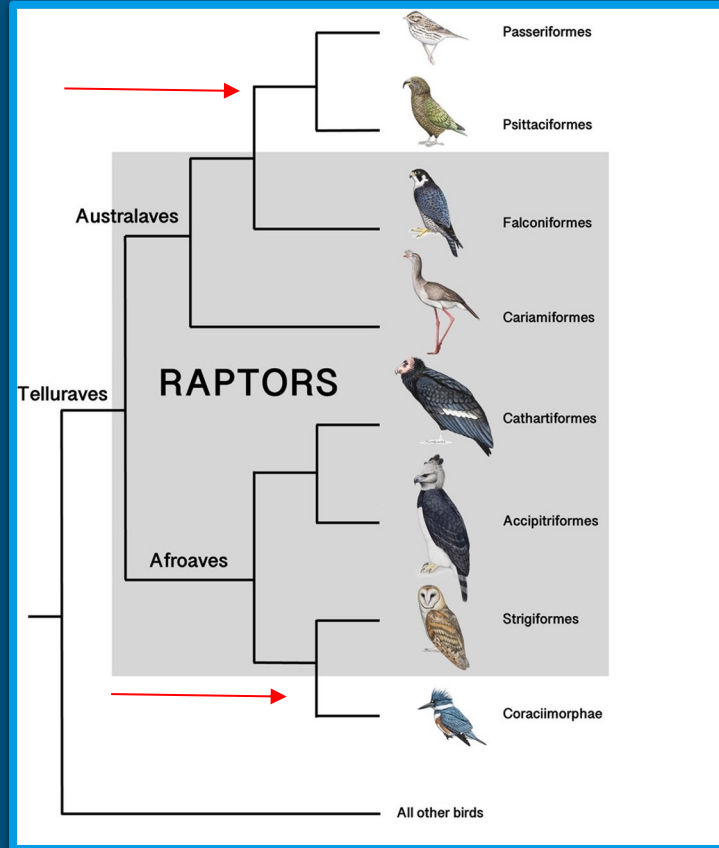 Passeriformes
Psittaciformes
Australaves
Falconiformes
Cariamiformes
RAPTORS
Telluraves
Cathartiformes
Accipitriformes
Afroaves
Strigiformes
Coraciimorphae
All other birds